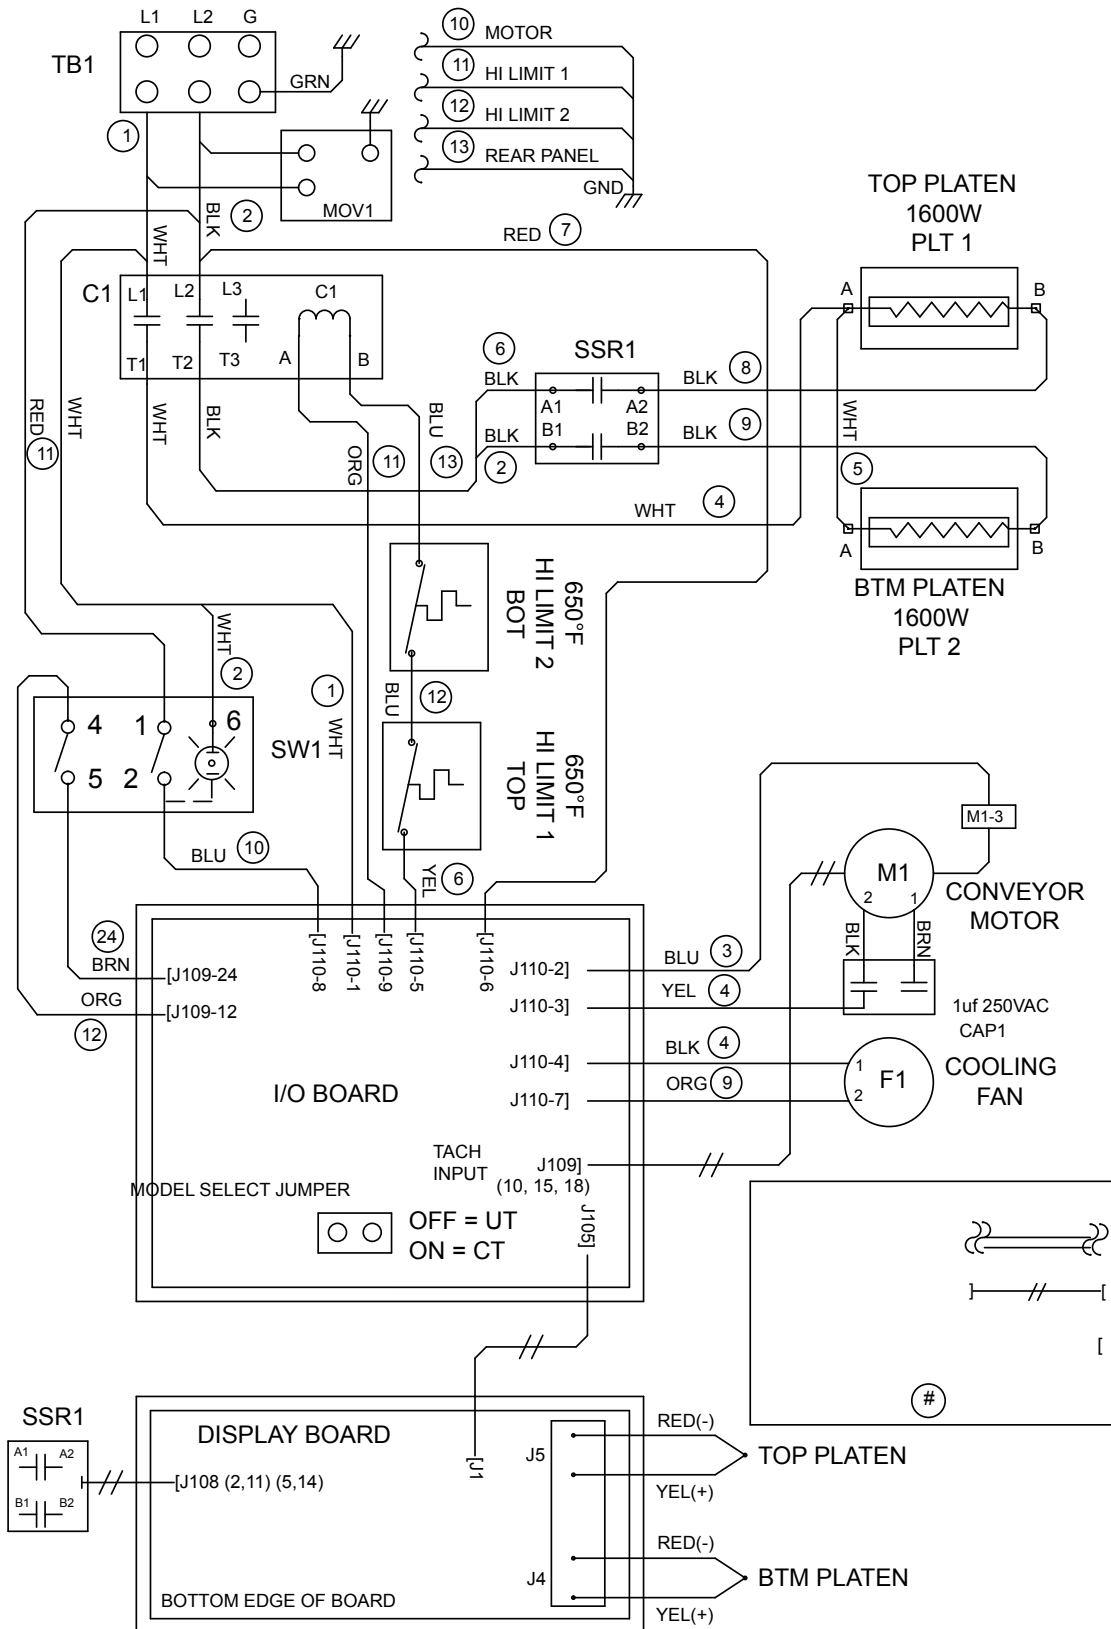 L1 L2 G
TB1
GRN
1
MOV1
10 MOTOR
11 HI LIMIT 1
12 HI LIMIT 2
13 REAR PANEL
GND
BLK 2
WHT
RED 7
TOP PLATEN
1600W
PLT 1
A B
C1
L1 L2 L3 C1
T1 T2 T3 A B
SSR1
6
BLK
A1 A2
B1 B2
BLK
2
BLK 8
BLK 9
WHT
5
RED
11
WHT
WHT
BLK
ORG
11
BLU
13
WHT 4
A B
BTM PLATEN
1600W
PLT 2
650°F
HI LIMIT 2
BOT
BLU
12
650°F
HI LIMIT 1
TOP
YEL
6
WHT
2
1
WHT
SW1
4 1 6
5 2
BLU 10
M1-3
M1
2 1
CONVEYOR
MOTOR
BLK
BRN
1uf 250VAC
CAP1
24
BRN
ORG
12
[J109-24
[J109-12
[J110-8
[J110-1
[J110-9
[J110-5
[J110-6
J110-2]
J110-3]
J110-4]
J110-7]
BLU 3
YEL 4
BLK 4
ORG 9
1
2
F1
COOLING
FAN
I/O BOARD
TACH
INPUT
J109]
(10, 15, 18)
J105]
MODEL SELECT JUMPER
OFF = UT
ON = CT
]
[
[
#
SSR1
A1 A2
B1 B2
DISPLAY BOARD
[J108 (2,11) (5,14)
[J1
J5
J4
RED(-)
YEL(+)
TOP PLATEN
RED(-)
YEL(+)
BTM PLATEN
BOTTOM EDGE OF BOARD